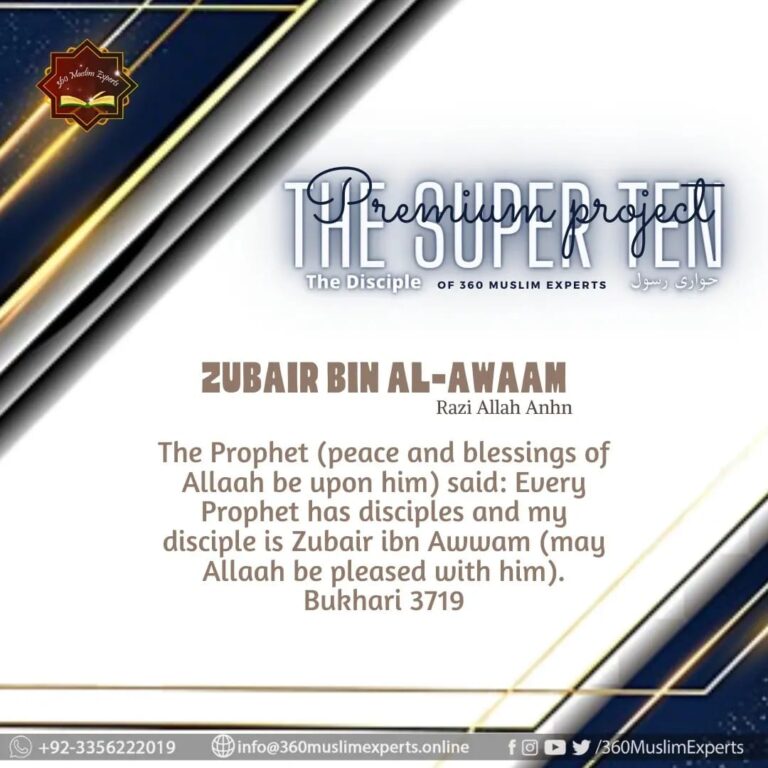 360 Muslim Experts
THE SUPER TEN
Premium project
The Disciple OF 360 MUSLIM EXPERTS حواری رسول
ZUBAIR BIN AL-AWAAM
Razi Allah Anhn
The Prophet (peace and blessings of
Allaah be upon him) said: Every
Prophet has disciples and my
disciple is Zubair ibn Awwam (may
Allaah be pleased with him).
Bukhari 3719
+92-3356222019 info@360muslimexperts.online /360MuslimExperts